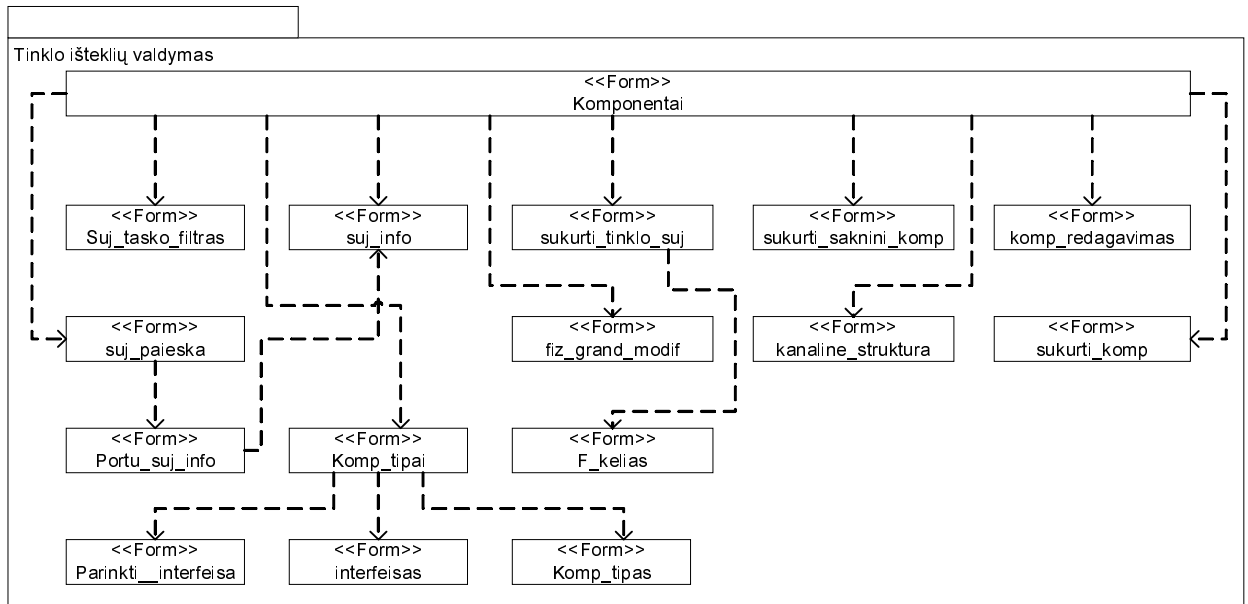 Tinklo išteklių valdymas
<<Form>>
Komponentai
<<Form>>
Suj_tasko_filtras
<<Form>>
suj_info
<<Form>>
sukurti_tinklo_suj
<<Form>>
sukurti_saknini_komp
<<Form>>
komp_redagavimas
<<Form>>
suj_paieska
<<Form>>
fiz_grand_modif
<<Form>>
kanaline_struktura
<<Form>>
sukurti_komp
<<Form>>
Portu_suj_info
<<Form>>
Komp_tipai
<<Form>>
F_kelias
<<Form>>
Parinkti__interfeisa
<<Form>>
interfeisas
<<Form>>
Komp_tipas